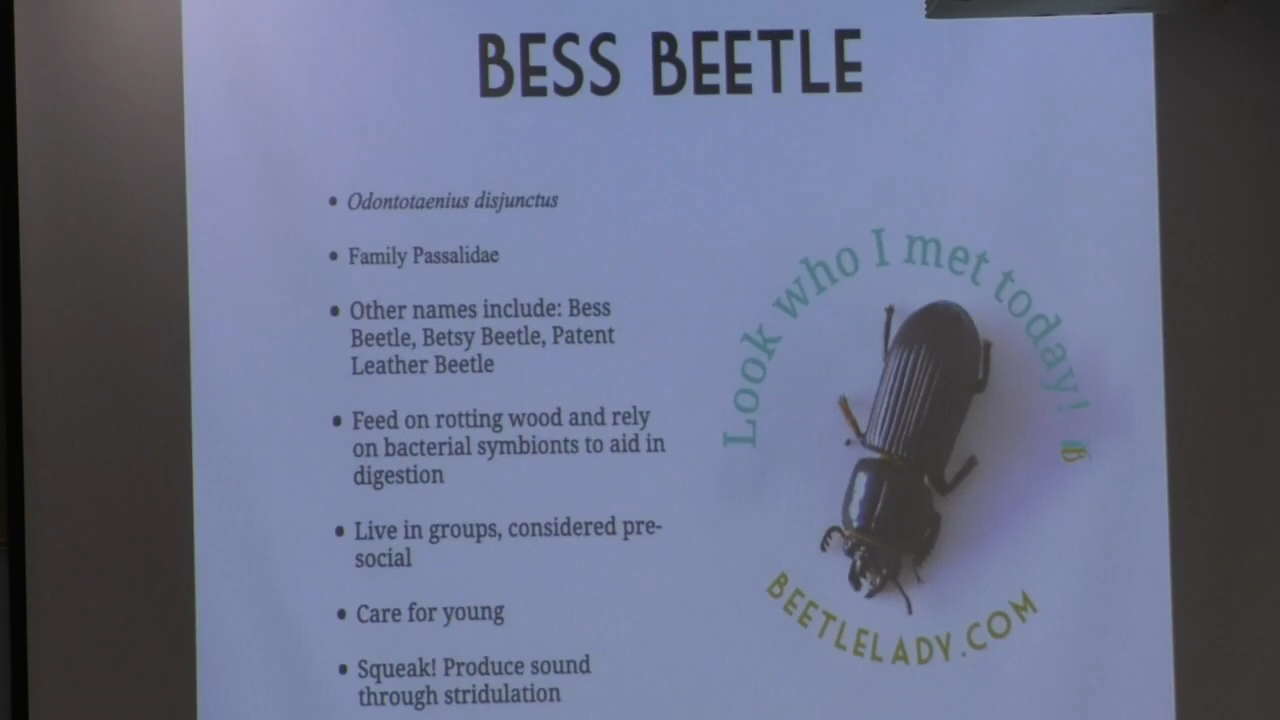 BESS BEETLE
• Odontotaenius disjunctus
• Family Passalidae
• Other names include: Bess
Beetle, Betsy Beetle, Patent
Leather Beetle
• Feed on rotting wood and rely
on bacterial symbionts to aid in
digestion
• Live in groups, considered pre-
social
• Care for young
• Squeak! Produce sound
through stridulation
Look who I met today!
BEETLELADY.COM